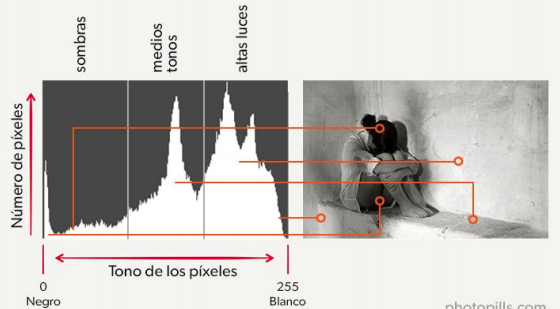 sombras
medios
tonos
altas luces
Número de píxeles
Tono de los píxeles
0
255
Negro
Blanco
photopills.com